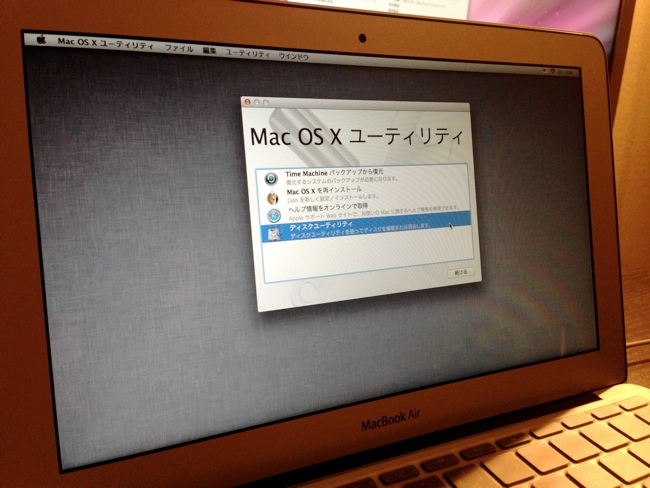 Mac OS X ユーティリティ ファイル 編集 ユーティリティ ウインドウ
Mac OS X ユーティリティ
Time Machine バックアップから復元
復元するシステムのバックアップが必要になります。
Mac OS X を再インストール
Lion を新しく設定／インストールします。
ヘルプ情報をオンラインで取得
Apple サポート Web サイトで、お使いの Mac に関するヘルプ情報を検索できます。
ディスクユーティリティ
ディスクユーティリティを使ってディスクを修復または消去します。
続ける
MacBook Air